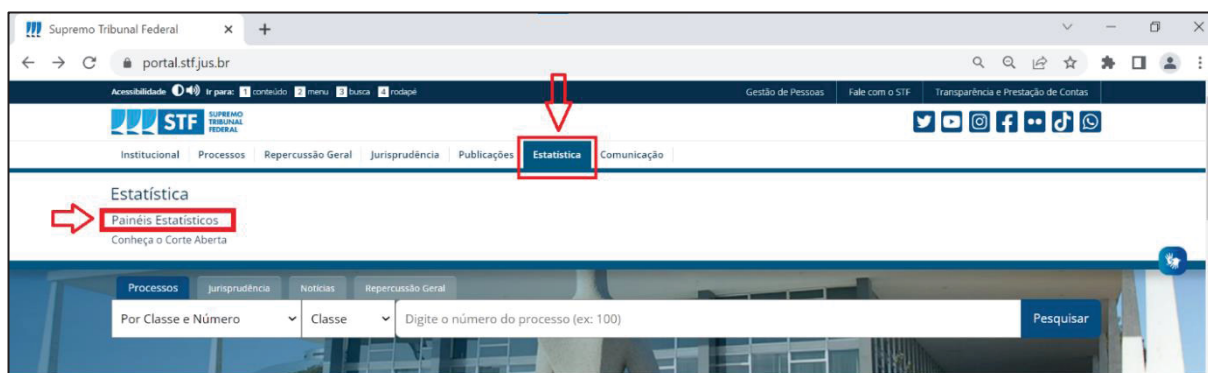 Supremo Tribunal Federal
portal.stf.jus.br
Acessibilidade Ir para: 1 conteúdo 2 menu 3 busca 4 rodapé Gestão de Pessoas Fale com o STF Transparência e Prestação de Contas
STF SUPREMO
TRIBUNAL
FEDERAL
Institucional Processos Repercussão Geral Jurisprudência Publicações Estatística Comunicação
Estatística
Painéis Estatísticos
Conheça o Corte Aberta
Processos Jurisprudência Notícias Repercussão Geral
Por Classe e Número Classe Digite o número do processo (ex: 100) Pesquisar